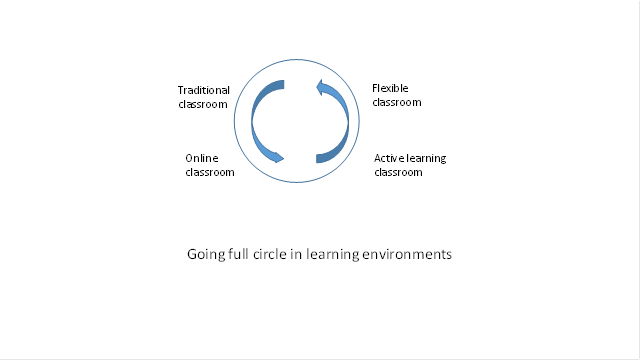 Traditional
classroom
Flexible
classroom
Online
classroom
Active learning
classroom
Going full circle in learning environments